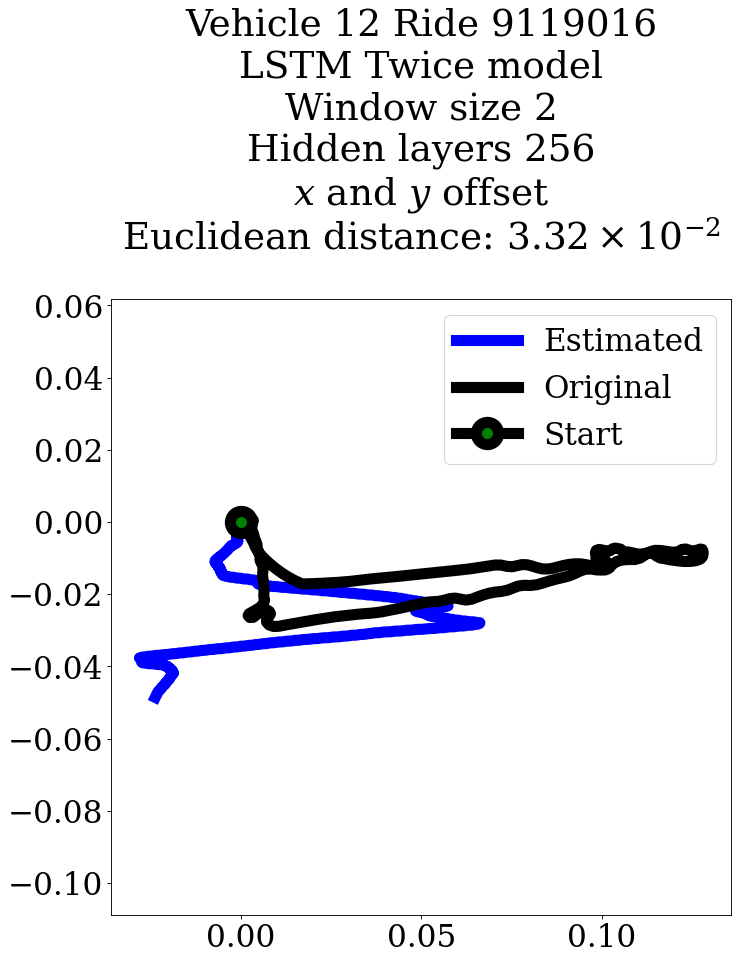 Vehicle 12 Ride 9119016
LSTM Twice model
Window size 2
Hidden layers 256
x and y offset
Euclidean distance: 3.32 × 10⁻²
0.06
0.04
0.02
0.00
−0.02
−0.04
−0.06
−0.08
−0.10
Estimated
Original
Start
0.00 0.05 0.10